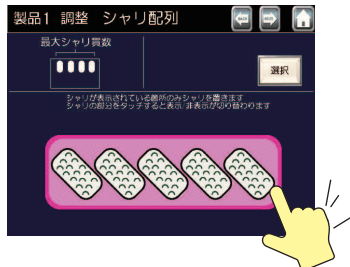 製品1 調整 シャリ配列
最大シャリ貫数
選択
シャリが表示されている箇所のみシャリを置きます
シャリの部分をタッチすると表示/非表示が切り替わります